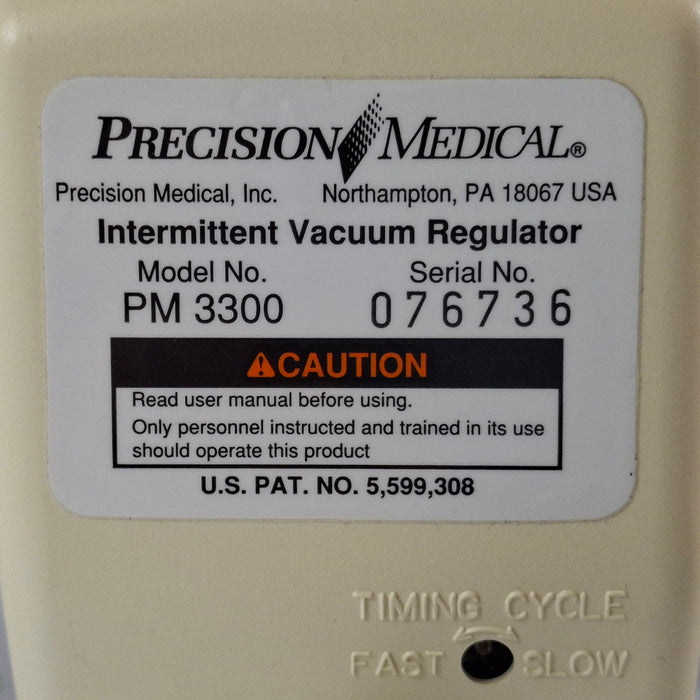 PRECISION MEDICAL®
Precision Medical, Inc. Northampton, PA 18067 USA
Intermittent Vacuum Regulator
Model No. Serial No.
PM 3300 076736
CAUTION
Read user manual before using.
Only personnel instructed and trained in its use
should operate this product
U.S. PAT. NO. 5,599,308
TIMING CYCLE
FAST SLOW